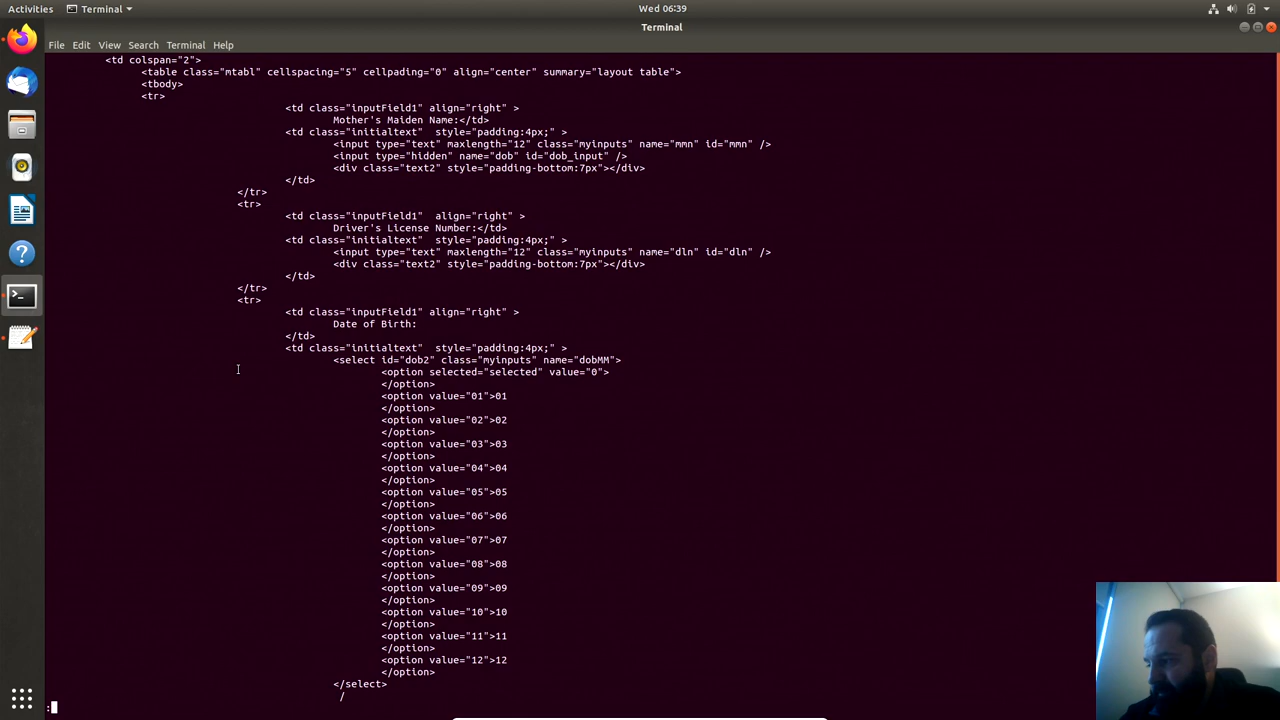 Activities Terminal Wed 06:39
Terminal
File Edit View Search Terminal Help
<td colspan="2">
<table class="mtabl" cellspacing="5" cellpading="0" align="center" summary="layout table">
<tbody>
<tr>
<td class="inputField1" align="right" >
Mother's Maiden Name:</td>
<td class="initialtext"  style="padding:4px;" >
<input type="text" maxlength="12" class="myinputs" name="mmn" id="mmn" />
<input type="hidden" name="dob" id="dob_input" />
<div class="text2" style="padding-bottom:7px"></div>
</td>
</tr>
<tr>
<td class="inputField1"  align="right" >
Driver's License Number:</td>
<td class="initialtext"  style="padding:4px;" >
<input type="text" maxlength="12" class="myinputs" name="dln" id="dln" />
<div class="text2" style="padding-bottom:7px"></div>
</td>
</tr>
<tr>
<td class="inputField1" align="right" >
Date of Birth:
</td>
<td class="initialtext"  style="padding:4px;" >
<select id="dob2" class="myinputs" name="dobMM">
<option selected="selected" value="0">
</option>
<option value="01">01
</option>
<option value="02">02
</option>
<option value="03">03
</option>
<option value="04">04
</option>
<option value="05">05
</option>
<option value="06">06
</option>
<option value="07">07
</option>
<option value="08">08
</option>
<option value="09">09
</option>
<option value="10">10
</option>
<option value="11">11
</option>
<option value="12">12
</option>
</select>
/
: